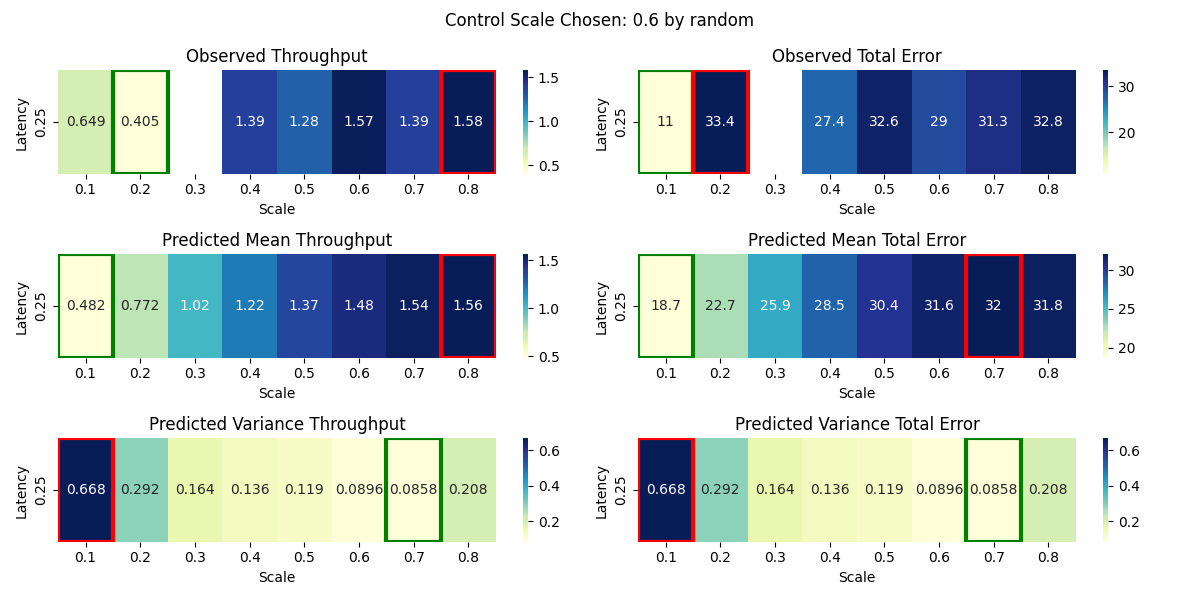 Control Scale Chosen: 0.6 by random
Observed Throughput
Latency
0.25
0.649 0.405 1.39 1.28 1.57 1.39 1.58
0.1 0.2 0.3 0.4 0.5 0.6 0.7 0.8
Scale
1.5
1.0
0.5
Observed Total Error
Latency
0.25
11 33.4 27.4 32.6 29 31.3 32.8
0.1 0.2 0.3 0.4 0.5 0.6 0.7 0.8
Scale
30
20
Predicted Mean Throughput
Latency
0.25
0.482 0.772 1.02 1.22 1.37 1.48 1.54 1.56
0.1 0.2 0.3 0.4 0.5 0.6 0.7 0.8
Scale
1.5
1.0
0.5
Predicted Mean Total Error
Latency
0.25
18.7 22.7 25.9 28.5 30.4 31.6 32 31.8
0.1 0.2 0.3 0.4 0.5 0.6 0.7 0.8
Scale
30
25
20
Predicted Variance Throughput
Latency
0.25
0.668 0.292 0.164 0.136 0.119 0.0896 0.0858 0.208
0.1 0.2 0.3 0.4 0.5 0.6 0.7 0.8
Scale
0.6
0.4
0.2
Predicted Variance Total Error
Latency
0.25
0.668 0.292 0.164 0.136 0.119 0.0896 0.0858 0.208
0.1 0.2 0.3 0.4 0.5 0.6 0.7 0.8
Scale
0.6
0.4
0.2